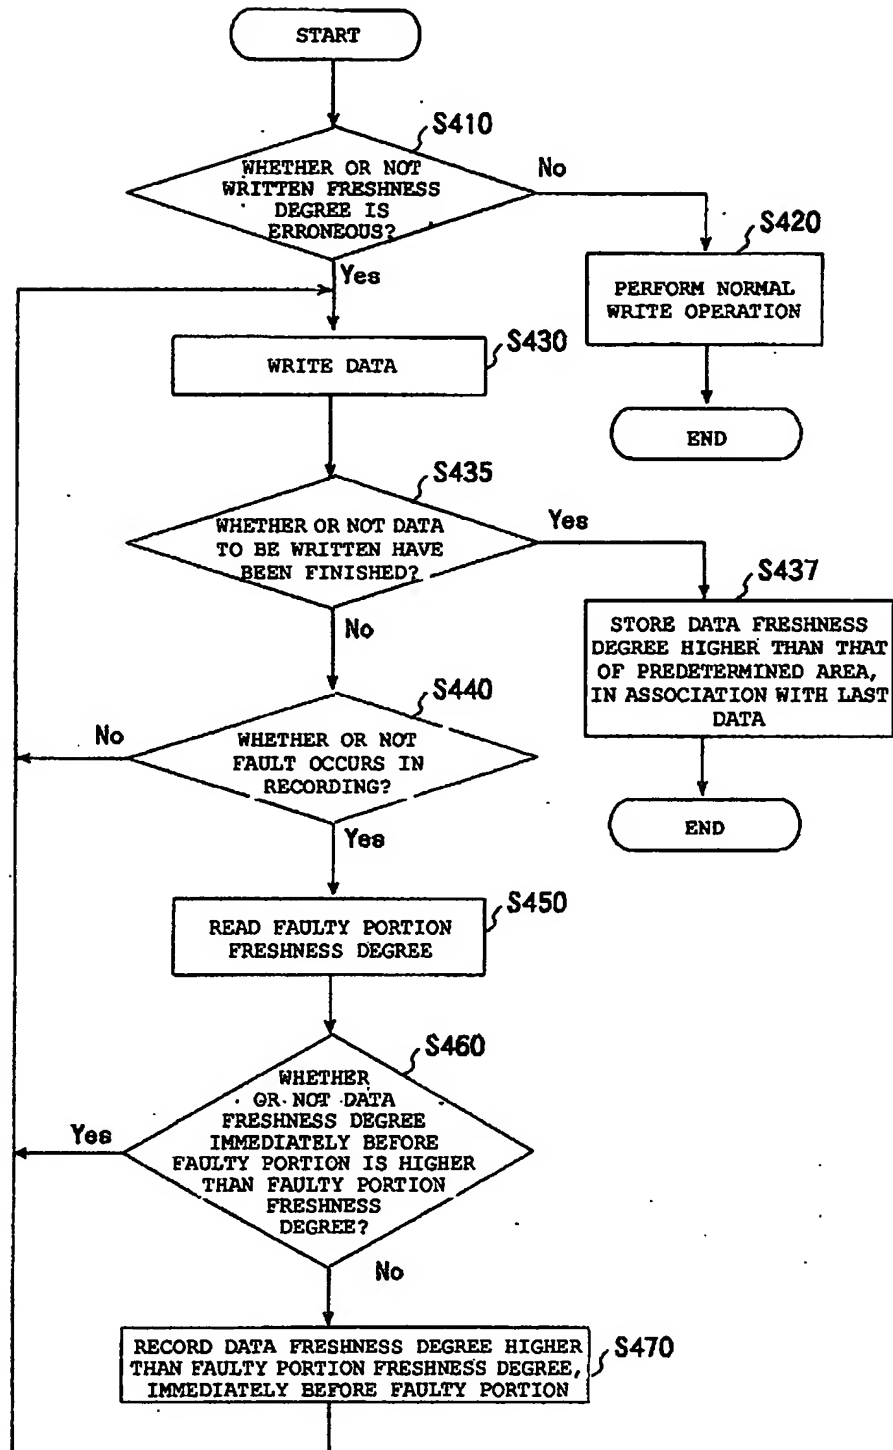 START
S410
WHETHER OR NOT
WRITTEN FRESHNESS
DEGREE IS
ERRONEOUS?
No
Yes
S420
PERFORM NORMAL
WRITE OPERATION
END
S430
WRITE DATA
S435
WHETHER OR NOT DATA
TO BE WRITTEN HAVE
BEEN FINISHED?
Yes
No
S437
STORE DATA FRESHNESS
DEGREE HIGHER THAN THAT
OF PREDETERMINED AREA,
IN ASSOCIATION WITH LAST
DATA
END
S440
WHETHER OR NOT
FAULT OCCURS IN
RECORDING?
No
Yes
S450
READ FAULTY PORTION
FRESHNESS DEGREE
S460
WHETHER
OR NOT DATA
FRESHNESS DEGREE
IMMEDIATELY BEFORE
FAULTY PORTION IS HIGHER
THAN FAULTY PORTION
FRESHNESS
DEGREE?
Yes
No
S470
RECORD DATA FRESHNESS DEGREE HIGHER
THAN FAULTY PORTION FRESHNESS DEGREE,
IMMEDIATELY BEFORE FAULTY PORTION